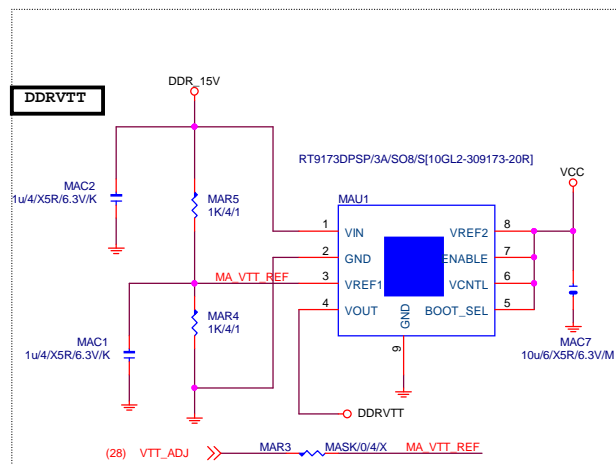 DDR_15V
DDRVTT
RT9173DPSP/3A/SO8/S[10GL2-309173-20R]
VCC
MAC2
1u/4/X5R/6.3V/K
MAR5
1K/4/1
MAU1
1 VIN VREF2 8
2 GND ENABLE 7
MA_VTT_REF 3 VREF1 VCNTL 6
4 VOUT BOOT_SEL 5
GND
9
MAR4
1K/4/1
MAC1
1u/4/X5R/6.3V/K
MAC7
10u/6/X5R/6.3V/M
DDRVTT
(28) VTT_ADJ MAR3 MASK/0/4/X MA_VTT_REF